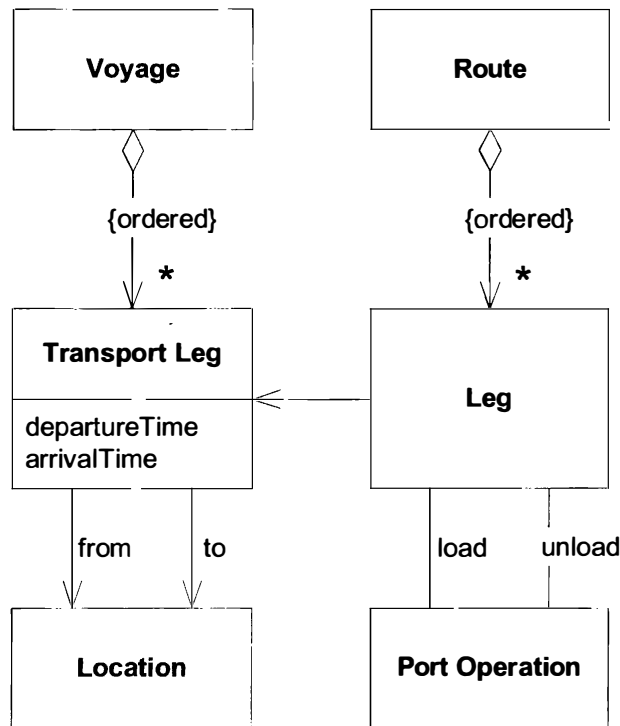 Voyage
Route
{ordered}
{ordered}
*
*
Transport Leg
departureTime
arrivalTime
Leg
from
to
load
unload
Location
Port Operation